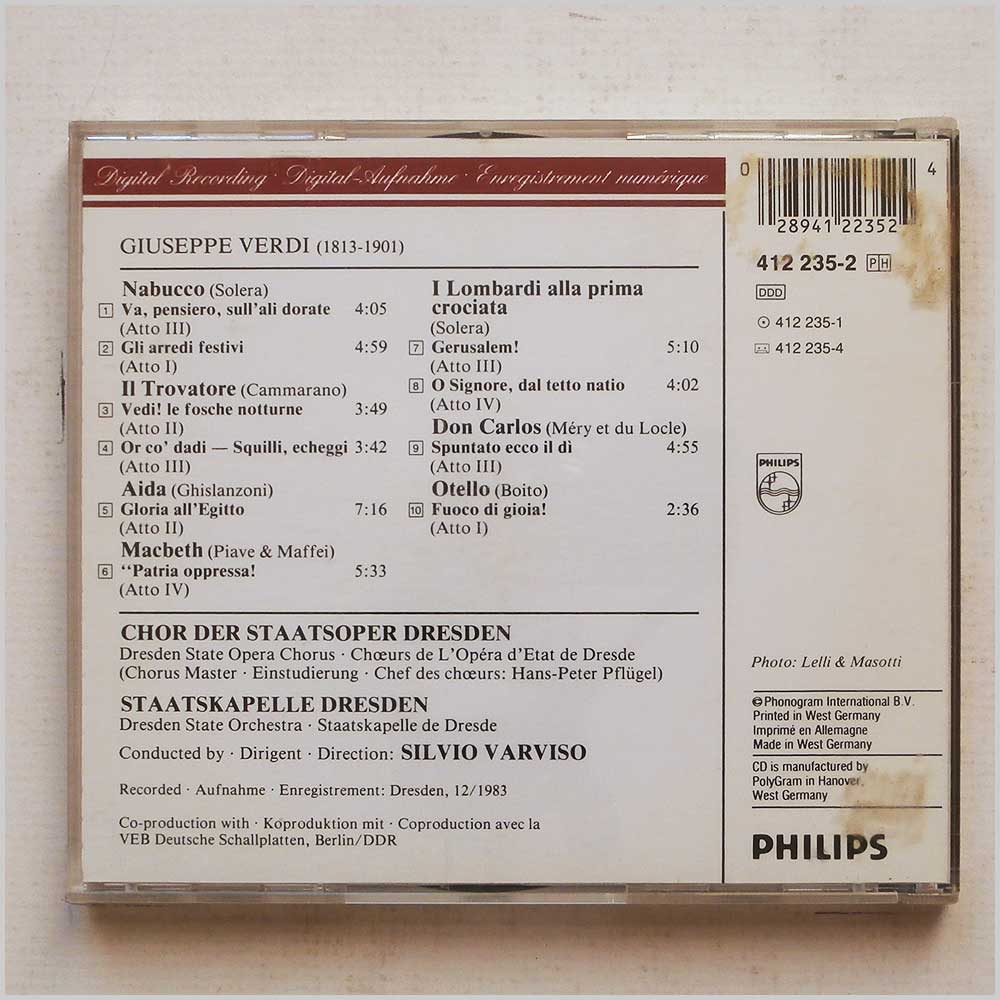 Digital Recording · Digital-Aufnahme · Enregistrement numérique
GIUSEPPE VERDI (1813-1901)
Nabucco (Solera)
1 Va, pensiero, sull'ali dorate 4:05
(Atto III)
2 Gli arredi festivi 4:59
(Atto I)
Il Trovatore (Cammarano)
3 Vedi! le fosche notturne 3:49
(Atto II)
4 Or co' dadi — Squilli, echeggi 3:42
(Atto III)
Aida (Ghislanzoni)
5 Gloria all'Egitto 7:16
(Atto II)
Macbeth (Piave & Maffei)
6 “Patria oppressa! 5:33
(Atto IV)
I Lombardi alla prima
crociata
(Solera)
7 Gerusalem! 5:10
(Atto III)
8 O Signore, dal tetto natio 4:02
(Atto IV)
Don Carlos (Méry et du Locle)
9 Spuntato ecco il dì 4:55
(Atto III)
Otello (Boito)
10 Fuoco di gioia! 2:36
(Atto I)
CHOR DER STAATSOPER DRESDEN
Dresden State Opera Chorus · Chœurs de L'Opéra d'Etat de Dresde
(Chorus Master · Einstudierung · Chef des chœurs: Hans-Peter Pflügel)
STAATSKAPELLE DRESDEN
Dresden State Orchestra · Staatskapelle de Dresde
Conducted by · Dirigent · Direction: SILVIO VARVISO
Recorded · Aufnahme · Enregistrement: Dresden, 12/1983
Co-production with · Koproduktion mit · Coproduction avec la
VEB Deutsche Schallplatten, Berlin/DDR
0 28941 22352 4
412 235-2 PH
DDD
412 235-1
412 235-4
PHILIPS
Photo: Lelli & Masotti
℗© Phonogram International B.V.
Printed in West Germany
Imprimé en Allemagne
Made in West Germany
CD is manufactured by
PolyGram in Hanover,
West Germany
PHILIPS